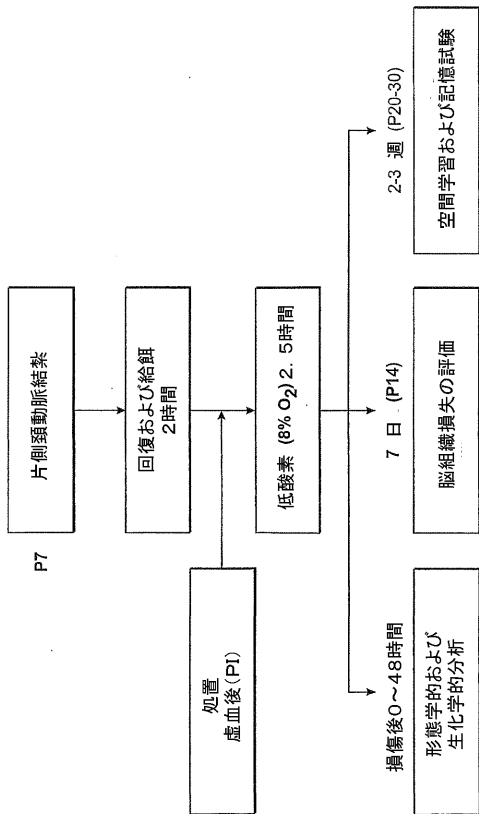 P7
片側頚動脈結紮
回復および給餌
2時間
処置
虚血後(PI)
低酸素 (8% O₂) 2. 5時間
損傷後0～48時間
形態学的および
生化学的分析
7 日 (P14)
脳組織損失の評価
2-3 週 (P20-30)
空間学習および記憶試験